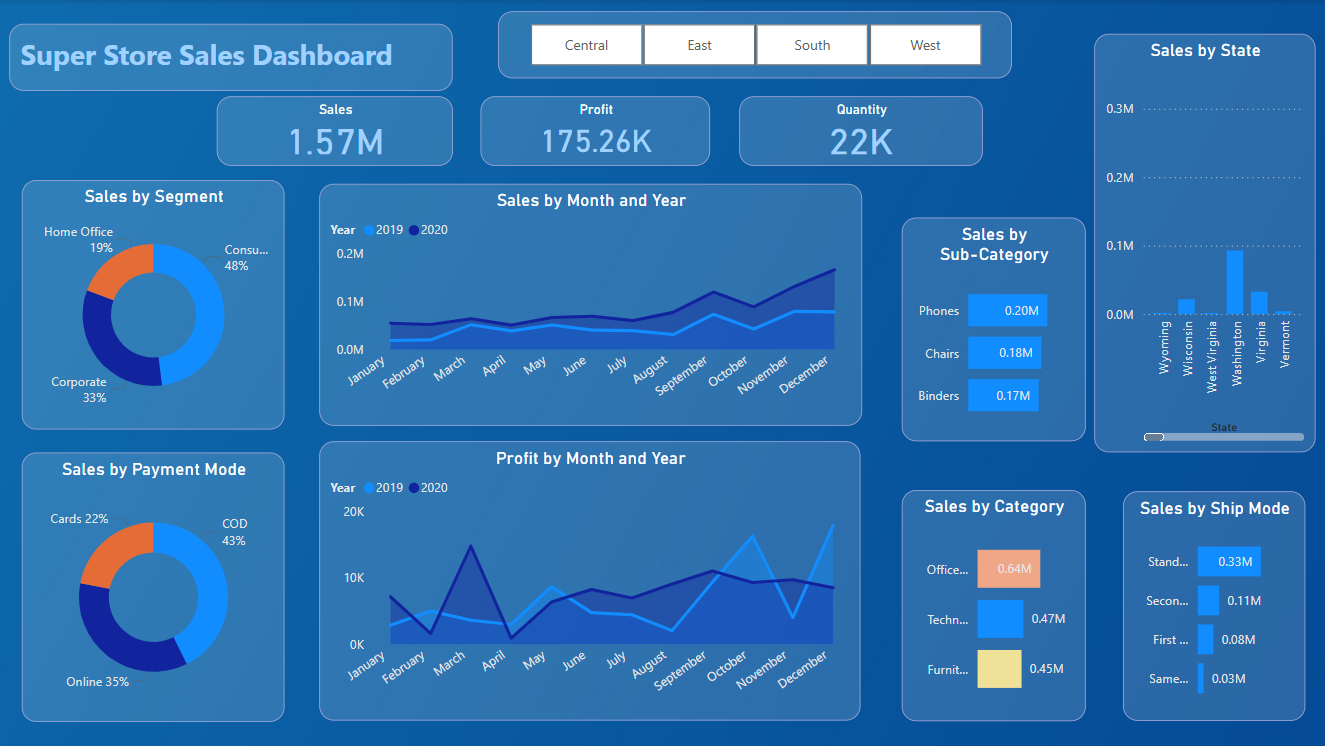 Super Store Sales Dashboard
Central
East
South
West
Sales
1.57M
Profit
175.26K
Quantity
22K
Sales by State
0.3M
0.2M
0.1M
0.0M
Wyoming
Wisconsin
West Virginia
Washington
Virginia
Vermont
State
Sales by Segment
Home Office
19%
Consu...
48%
Corporate
33%
Sales by Month and Year
Year 2019 2020
0.2M
0.1M
0.0M
January
February
March
April
May
June
July
August
September
October
November
December
Sales by
Sub-Category
Phones 0.20M
Chairs 0.18M
Binders 0.17M
Sales by Payment Mode
Cards 22%
COD
43%
Online 35%
Profit by Month and Year
Year 2019 2020
20K
10K
0K
January
February
March
April
May
June
July
August
September
October
November
December
Sales by Category
Office... 0.64M
Techn... 0.47M
Furnit... 0.45M
Sales by Ship Mode
Stand... 0.33M
Secon... 0.11M
First ... 0.08M
Same... 0.03M